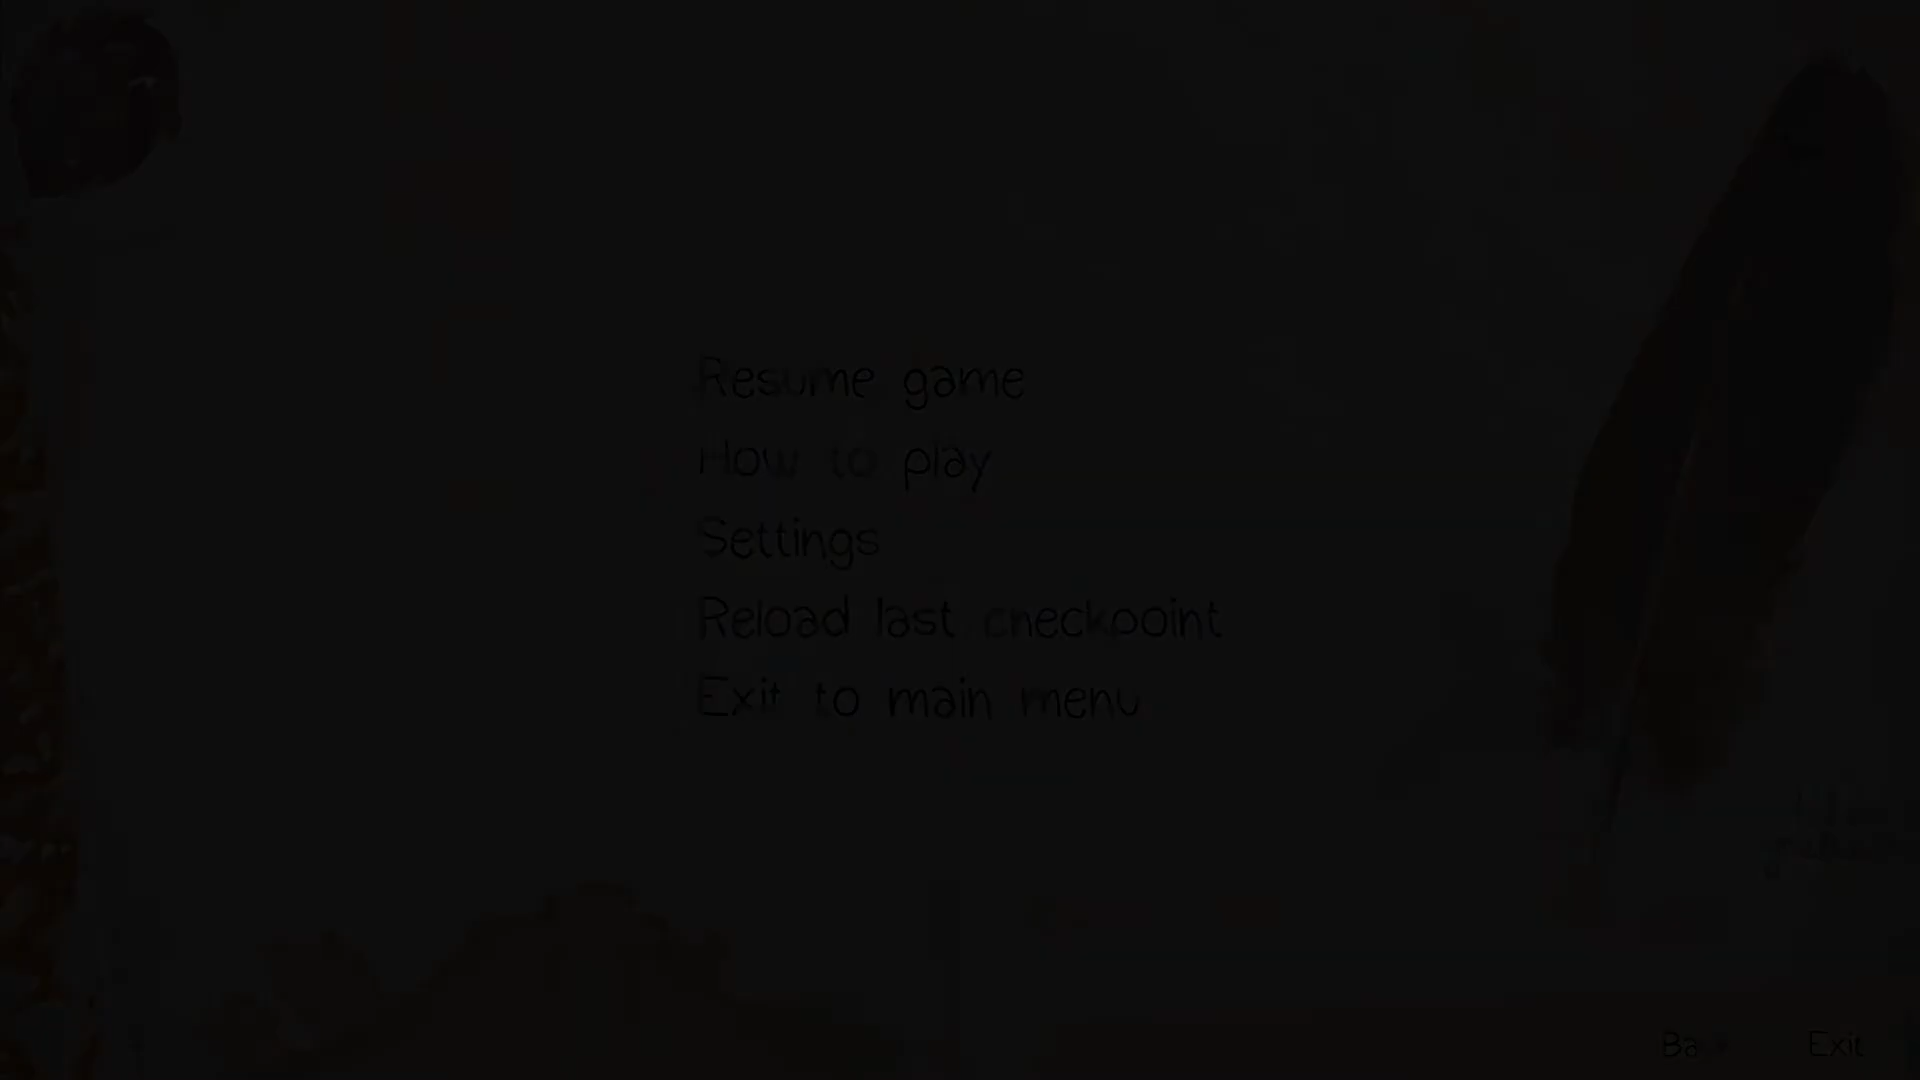 Resume game
How to play
Settings
Reload last checkpoint
Exit to main menu
Exit